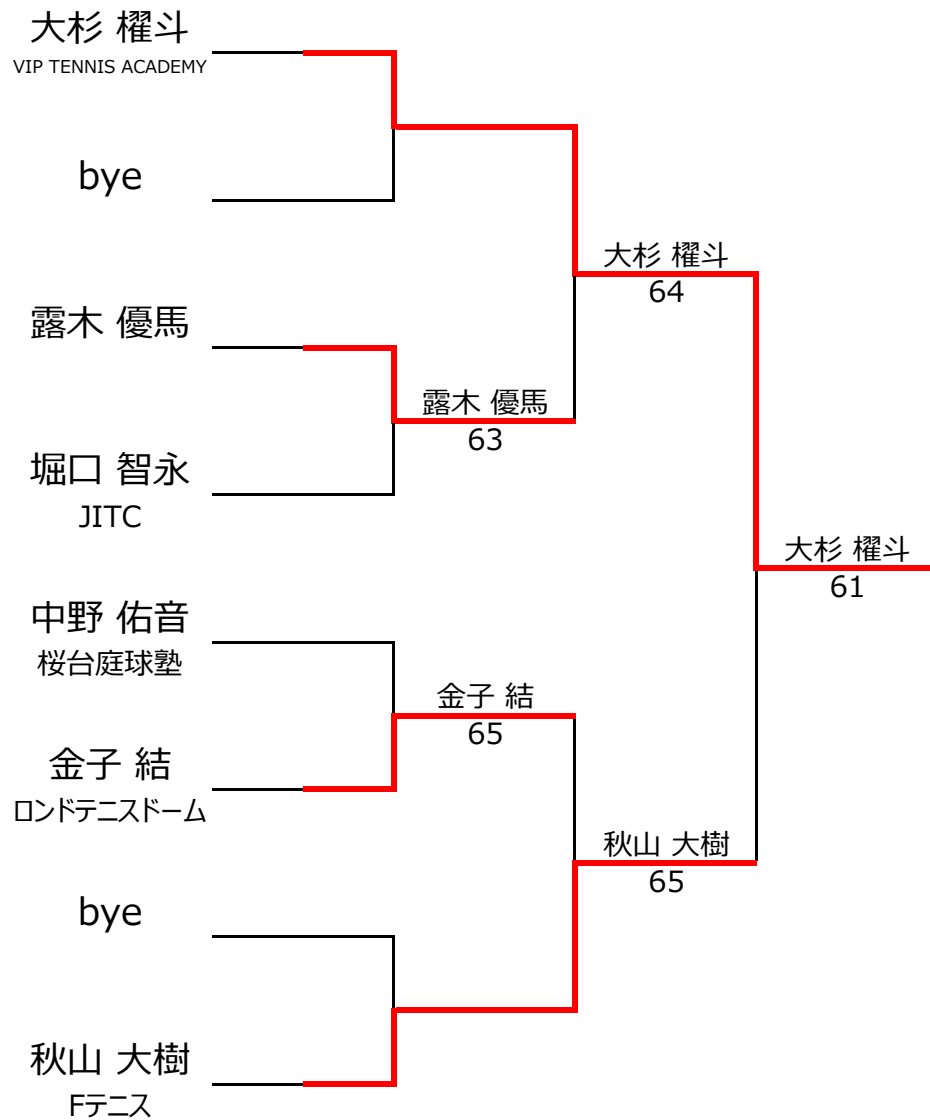 大杉 櫂斗
VIP TENNIS ACADEMY
bye
大杉 櫂斗
64
露木 優馬
露木 優馬
63
堀口 智永
JITC
大杉 櫂斗
61
中野 佑音
桜台庭球塾
金子 結
65
金子 結
ロンドテニスドーム
秋山 大樹
65
bye
秋山 大樹
Fテニス